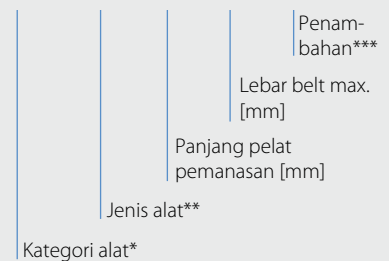 Penam-
bahan***
Lebar belt max.
[mm]
Panjang pelat
pemanasan [mm]
Jenis alat**
Kategori alat*